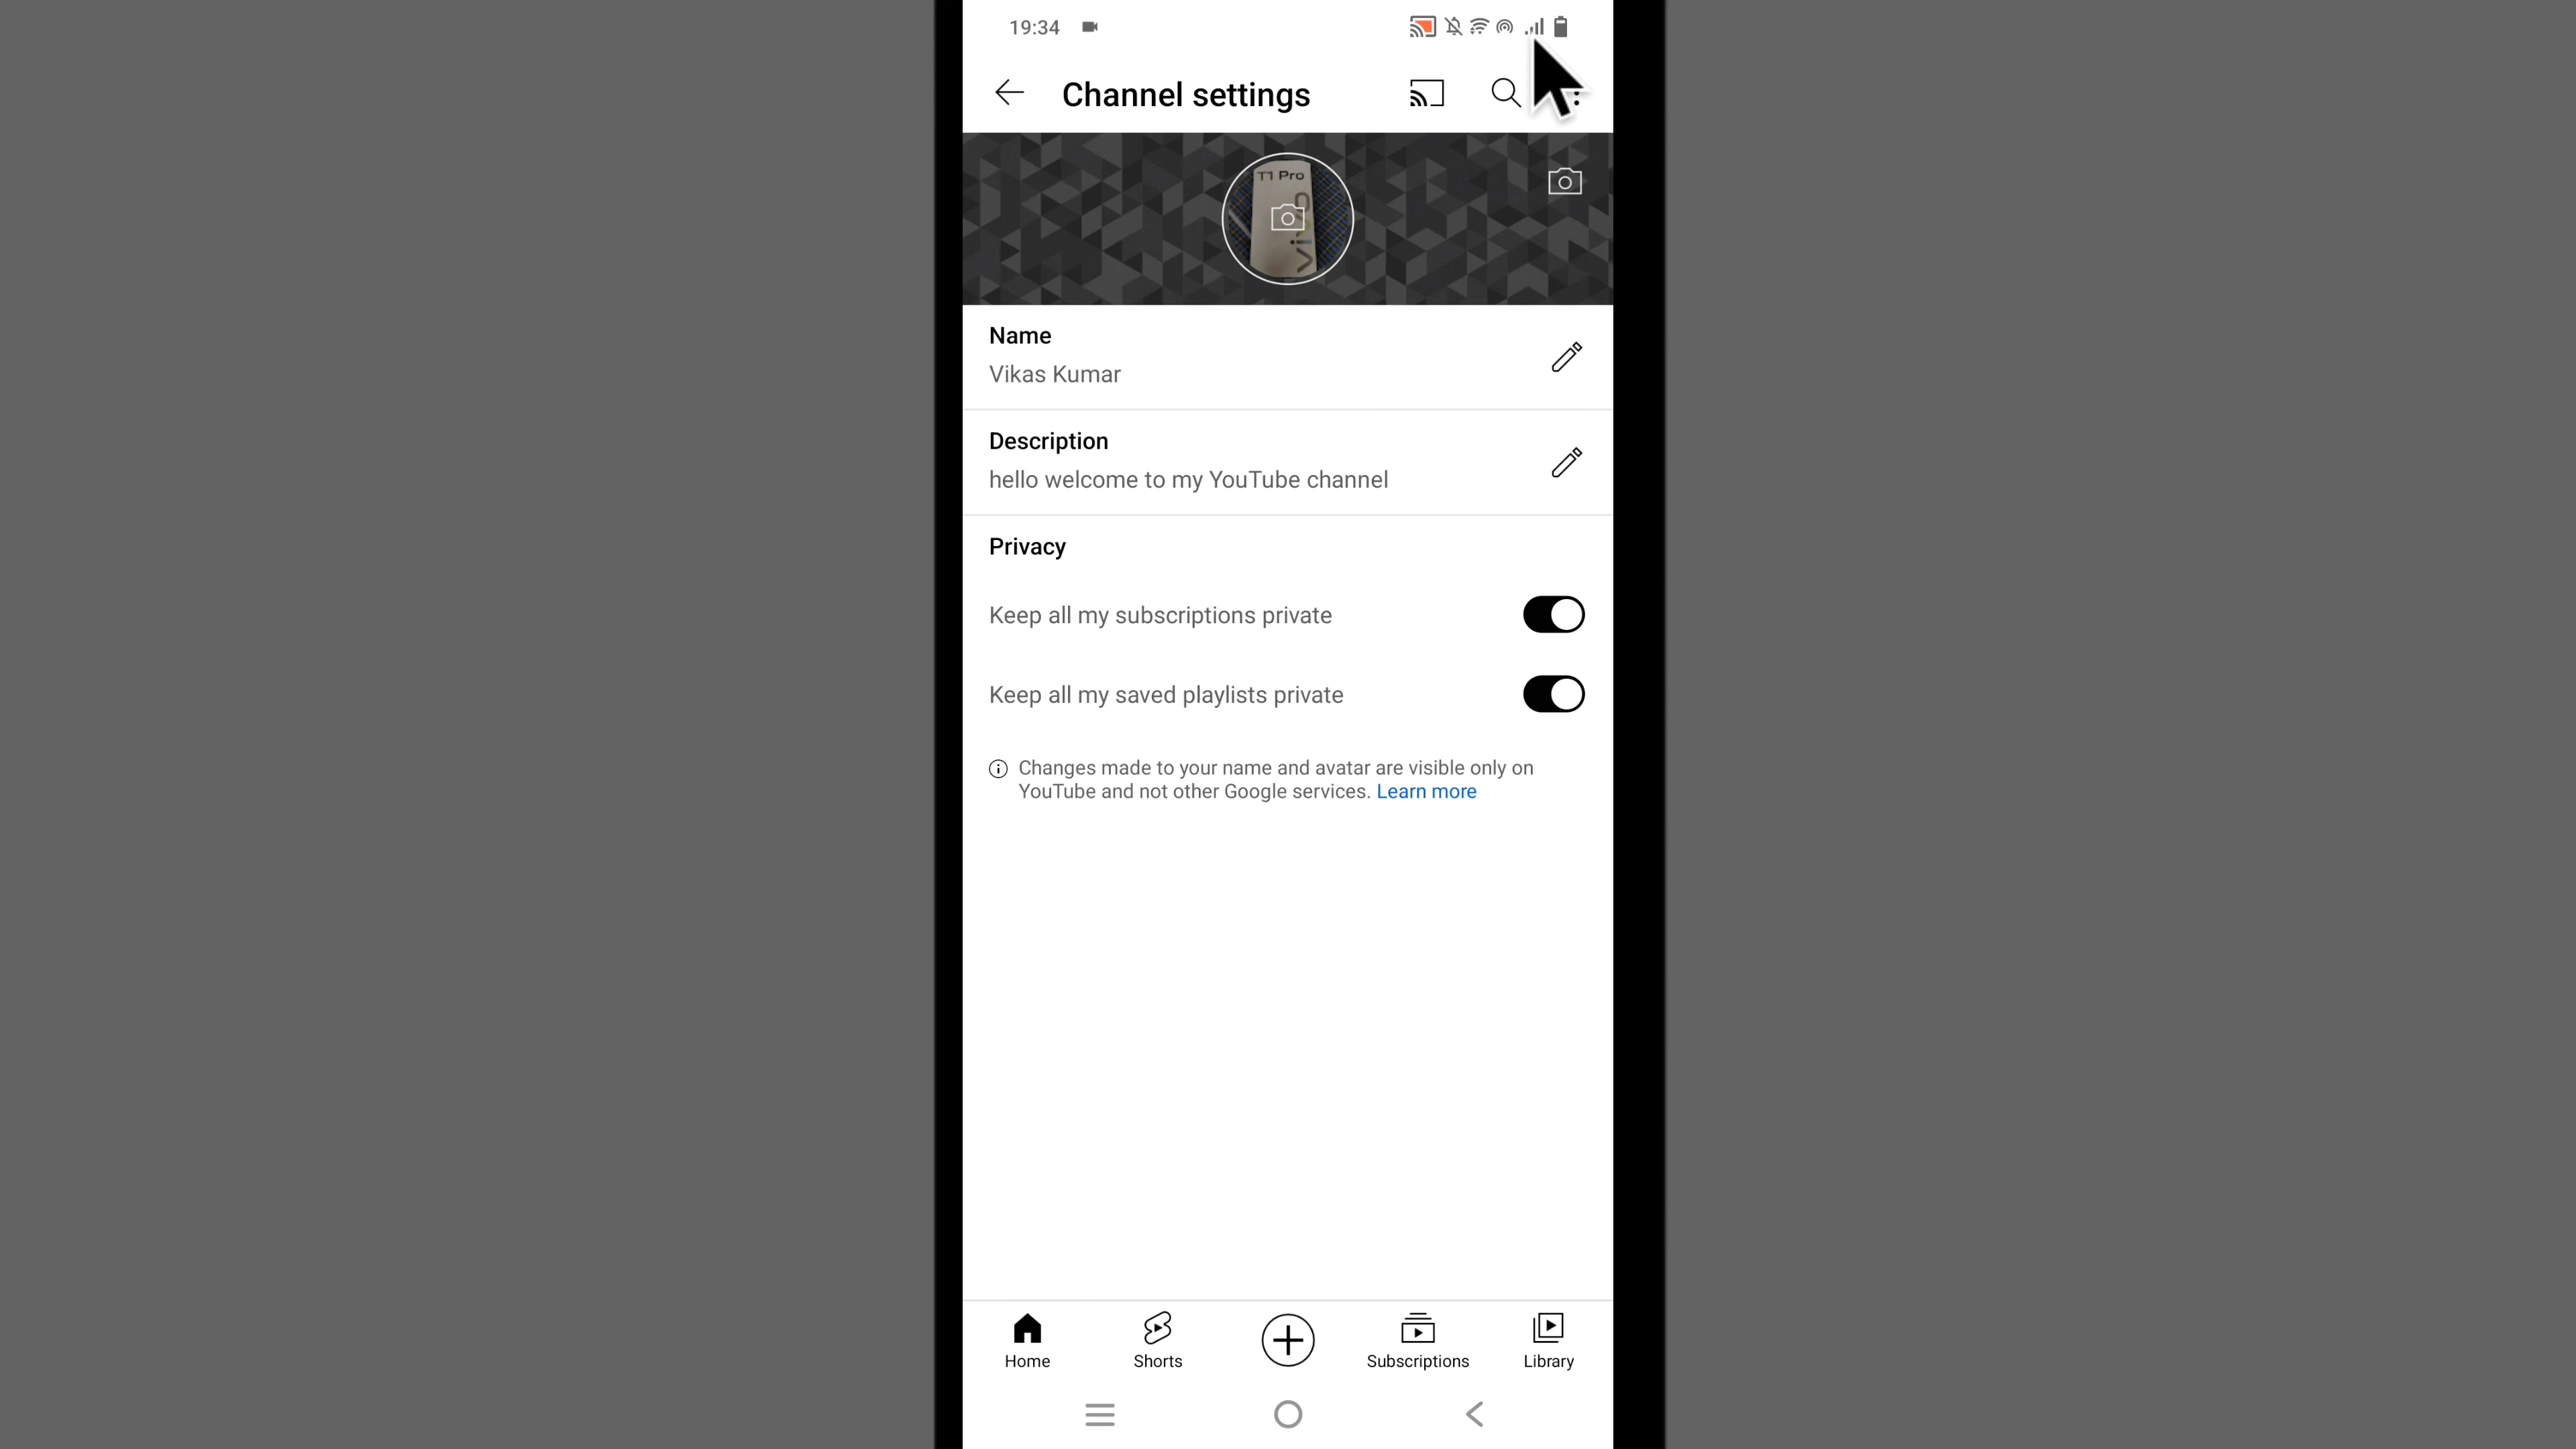 19:34
Channel settings
T1 Pro
vivo
Name
Vikas Kumar
Description
hello welcome to my YouTube channel
Privacy
Keep all my subscriptions private
Keep all my saved playlists private
Changes made to your name and avatar are visible only on
YouTube and not other Google services. Learn more
Home
Shorts
Subscriptions
Library